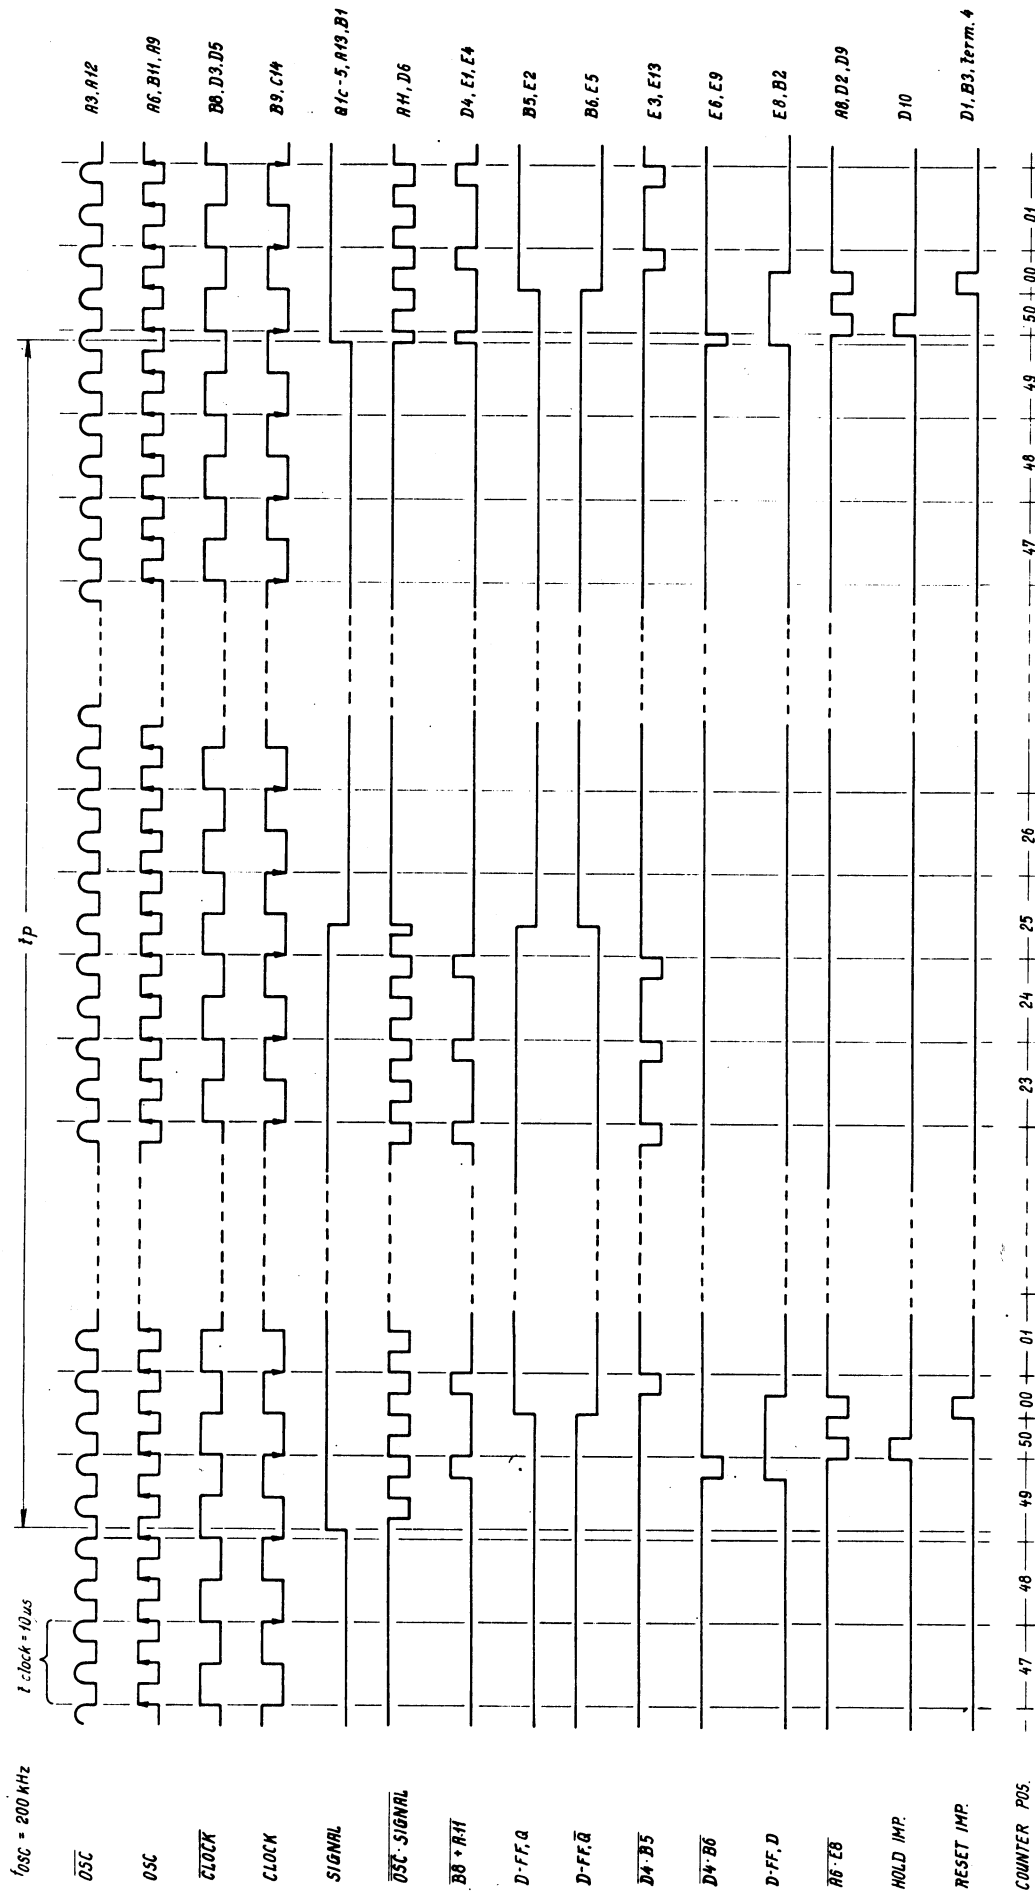 f OSC = 200 kHz
t clock = 10 us
tp
OSC A3, A12
OSC A6, B11, A9
CLOCK B8, D3, D5
CLOCK B9, C14
SIGNAL Q1c-5, A13, B1
OSC · SIGNAL A11, D6
B8 + A11 D4, E1, E4
D-FF, Q B5, E2
D-FF, Q B6, E5
D4 · B5 E3, E13
D4 · B6 E6, E9
D-FF, D E8, B2
A6 · E8 A8, D2, D9
HOLD IMP. D10
RESET IMP. D1, B3, Term. 4
COUNTER POS. 47 48 49 50 00 01 23 24 25 26 47 48 49 50 00 01